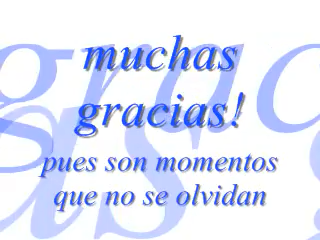 muchas
gracias!
pues son momentos
que no se olvidan